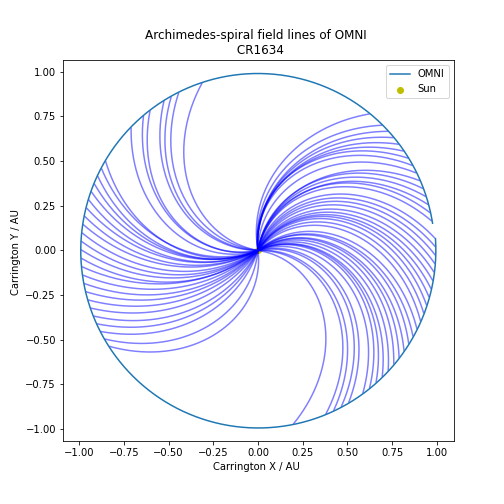 Archimedes-spiral field lines of OMNI
CR1634
OMNI
Sun
Carrington Y / AU
1.00
0.75
0.50
0.25
0.00
−0.25
−0.50
−0.75
−1.00
−1.00 −0.75 −0.50 −0.25 0.00 0.25 0.50 0.75 1.00
Carrington X / AU